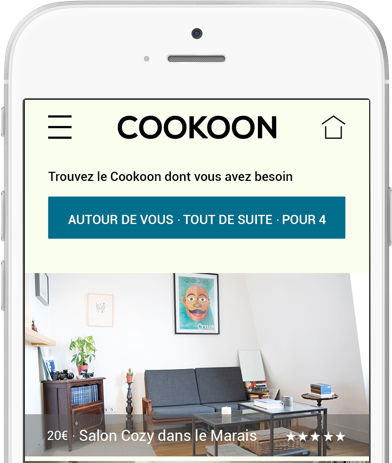 COOKOON
Trouvez le Cookoon dont vous avez besoin
AUTOUR DE VOUS · TOUT DE SUITE · POUR 4
20€ · Salon Cozy dans le Marais ★★★★★